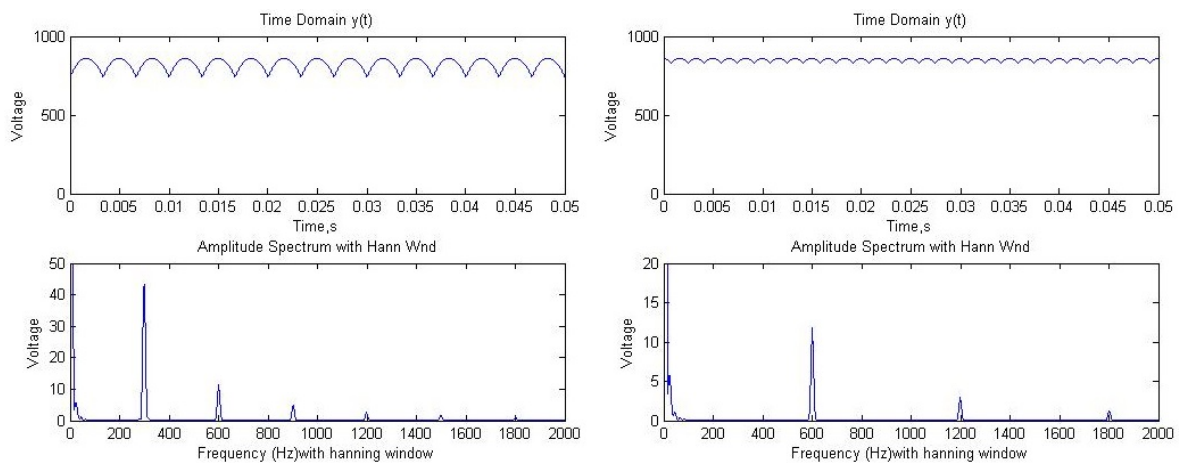 Time Domain y(t)
1000
500
0
Voltage
0 0.005 0.01 0.015 0.02 0.025 0.03 0.035 0.04 0.045 0.05
Time,s
Amplitude Spectrum with Hann Wnd
50
40
30
20
10
0
Voltage
0 200 400 600 800 1000 1200 1400 1600 1800 2000
Frequency (Hz)with hanning window
Time Domain y(t)
1000
500
0
Voltage
0 0.005 0.01 0.015 0.02 0.025 0.03 0.035 0.04 0.045 0.05
Time,s
Amplitude Spectrum with Hann Wnd
20
15
10
5
0
Voltage
0 200 400 600 800 1000 1200 1400 1600 1800 2000
Frequency (Hz)with hanning window